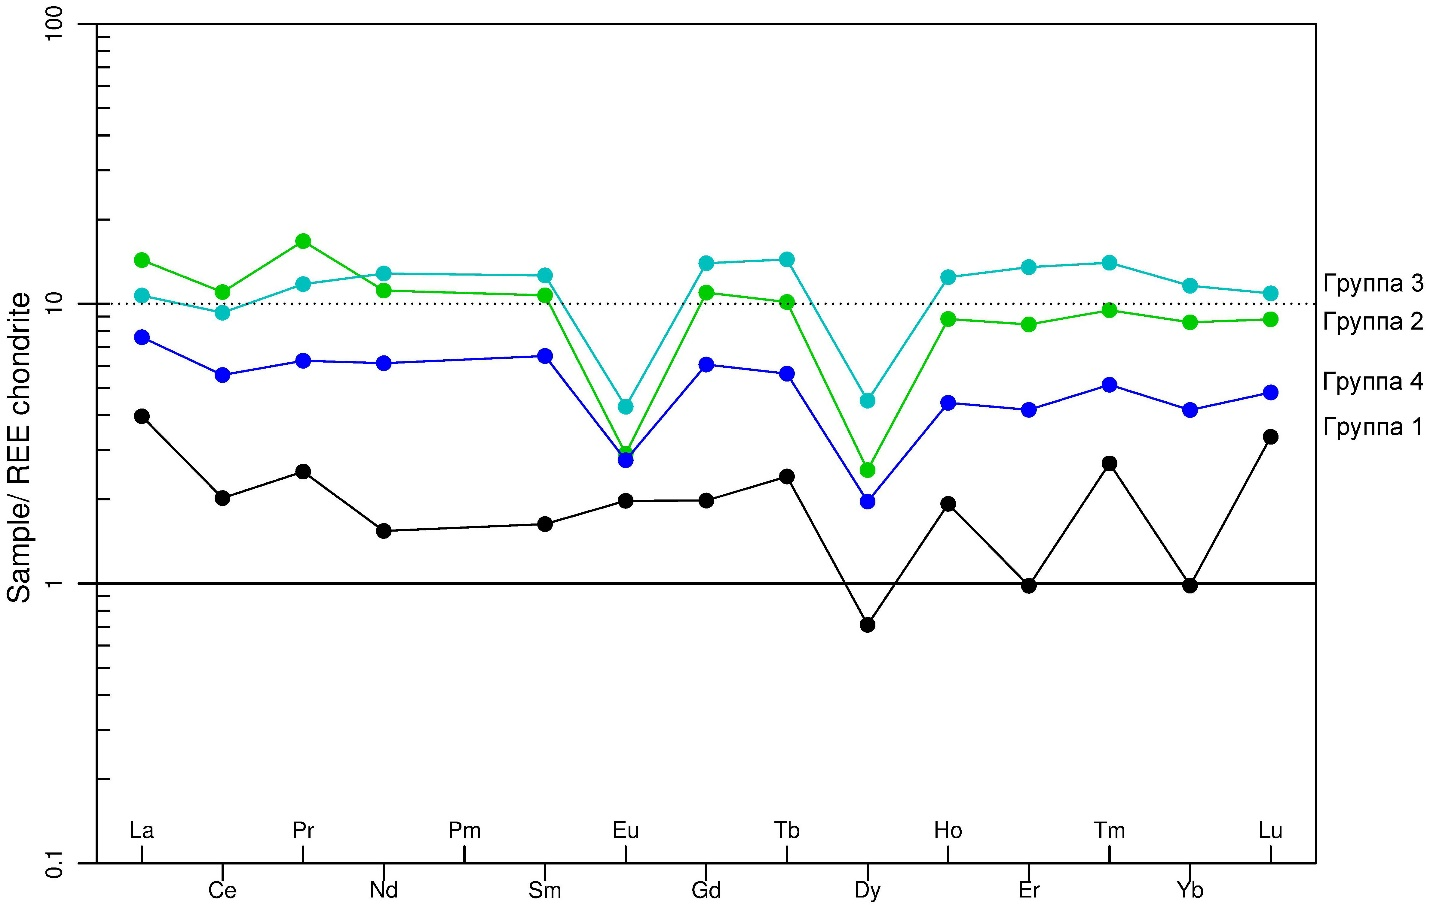 100
10
1
0.1
Sample/ REE chondrite
Группа 3
Группа 2
Группа 4
Группа 1
La Pr Pm Eu Tb Ho Tm Lu
Ce Nd Sm Gd Dy Er Yb